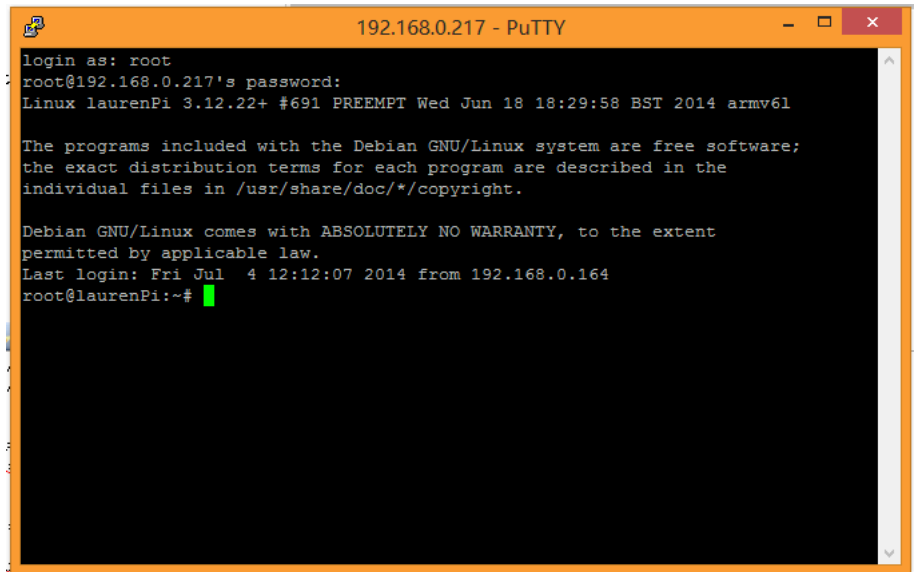 192.168.0.217 - PuTTY
login as: root
root@192.168.0.217's password:
Linux laurenPi 3.12.22+ #691 PREEMPT Wed Jun 18 18:29:58 BST 2014 armv6l
The programs included with the Debian GNU/Linux system are free software;
the exact distribution terms for each program are described in the
individual files in /usr/share/doc/*/copyright.
Debian GNU/Linux comes with ABSOLUTELY NO WARRANTY, to the extent
permitted by applicable law.
Last login: Fri Jul  4 12:12:07 2014 from 192.168.0.164
root@laurenPi:~#